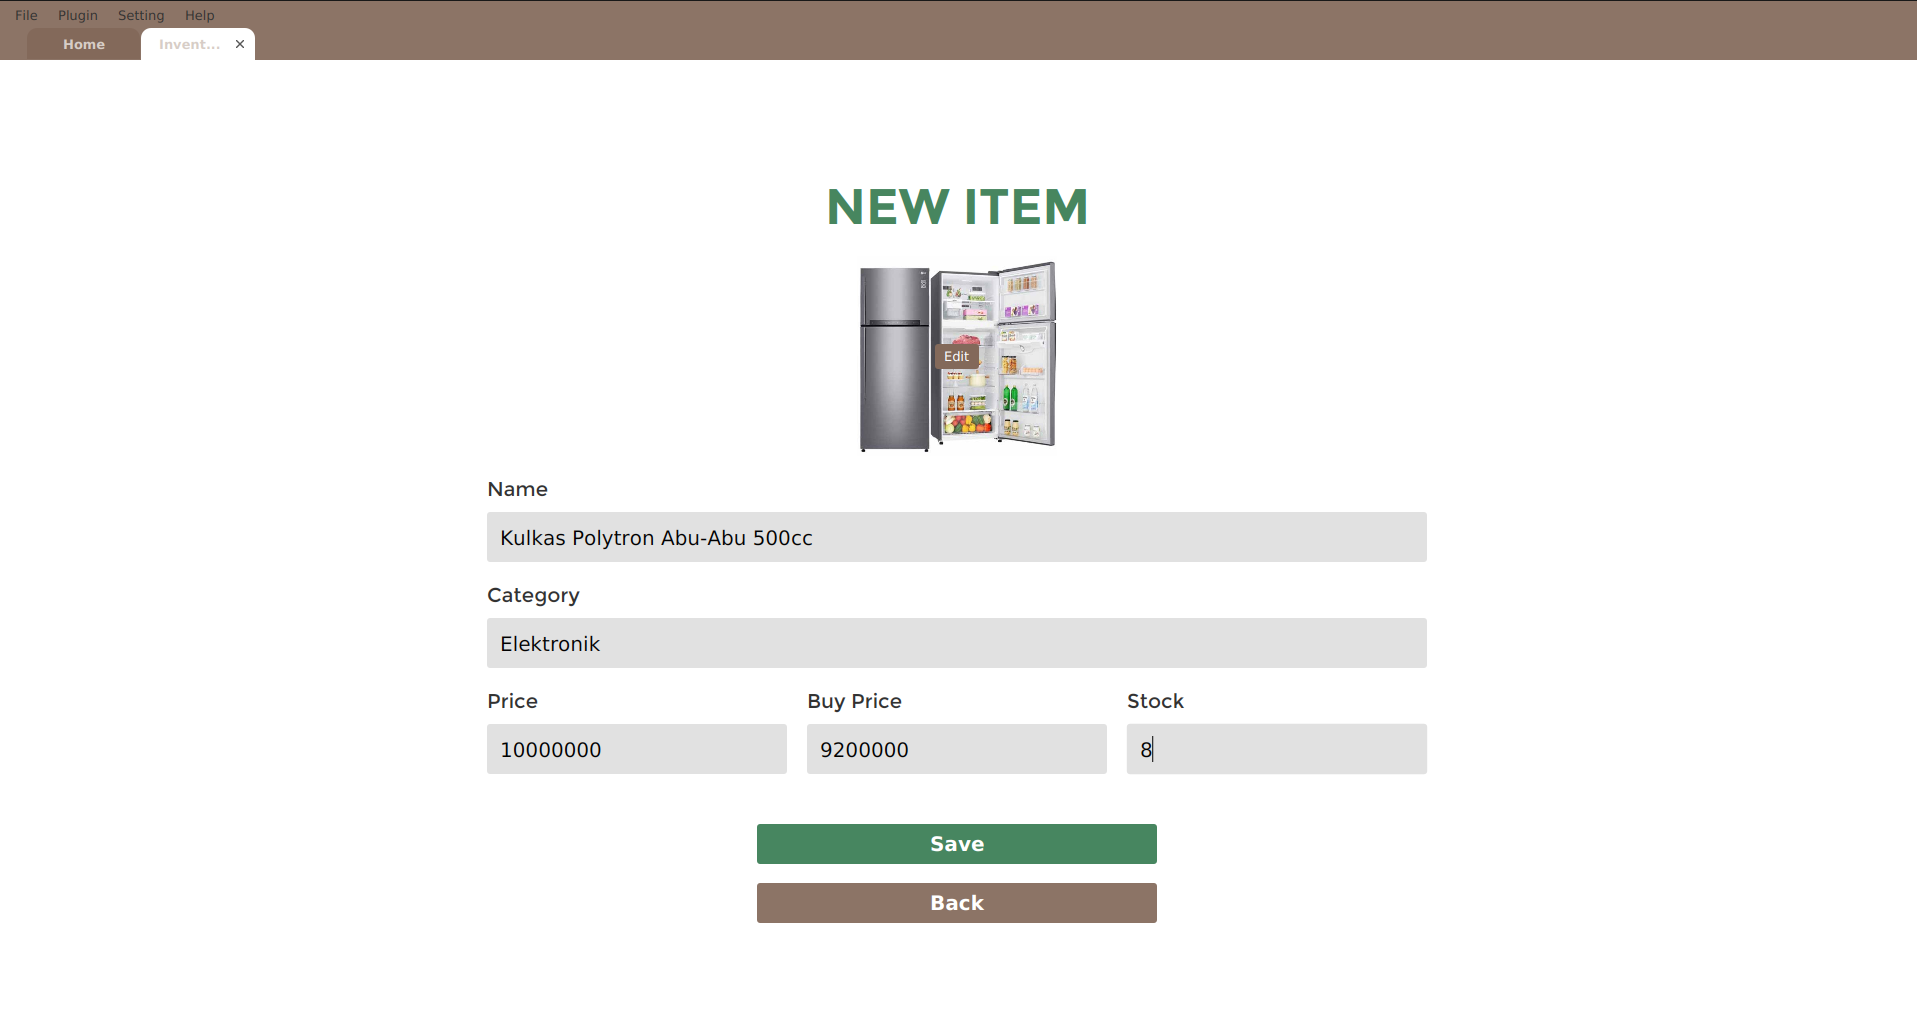 File Plugin Setting Help
Home Invent... ×
NEW ITEM
Edit
Name
Kulkas Polytron Abu-Abu 500cc
Category
Elektronik
Price Buy Price Stock
10000000 9200000 8
Save
Back